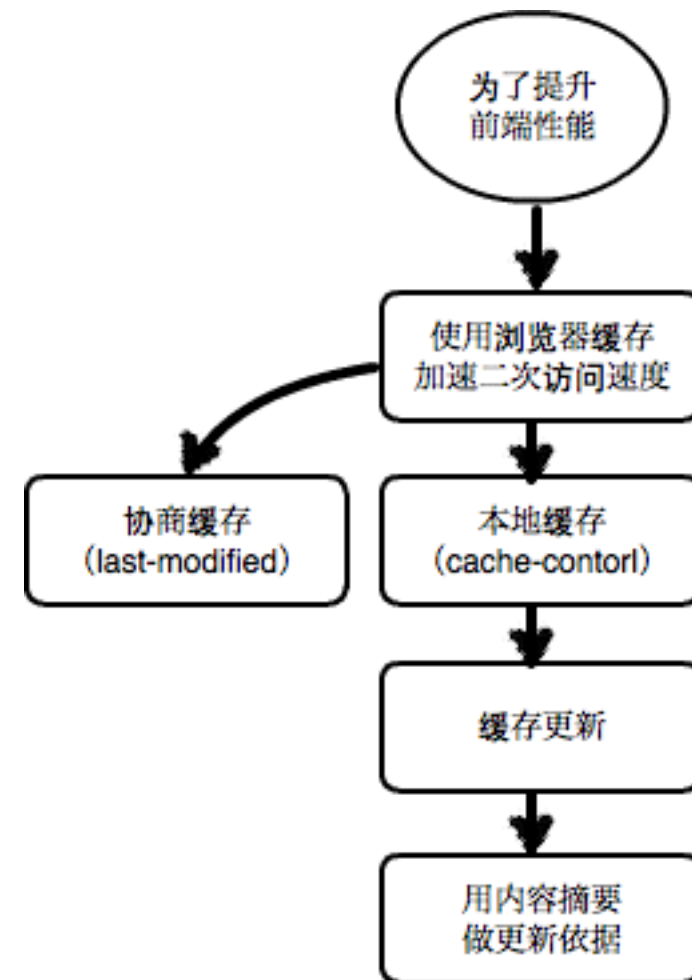 为了提升
前端性能
使用浏览器缓存
加速二次访问速度
协商缓存
（last-modified）
本地缓存
（cache-contorl）
缓存更新
用内容摘要
做更新依据